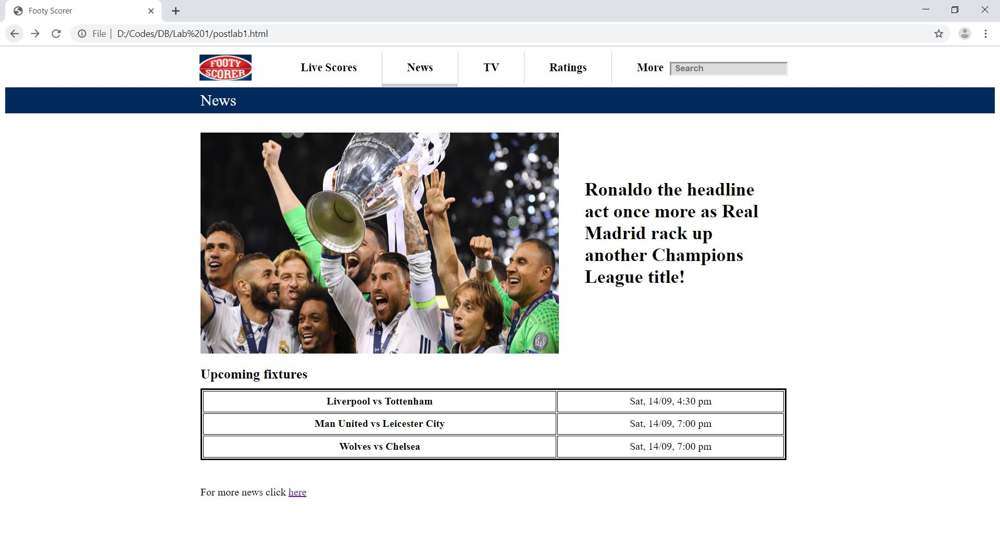 Footy Scorer
File | D:/Codes/DB/Lab%201/postlab1.html
FOOTY
SCORER
Live Scores News TV Ratings More Search
News
CLUBS CHAMPION
EUROPÉENS
Ronaldo the headline
act once more as Real
Madrid rack up
another Champions
League title!
Upcoming fixtures
Liverpool vs Tottenham Sat, 14/09, 4:30 pm
Man United vs Leicester City Sat, 14/09, 7:00 pm
Wolves vs Chelsea Sat, 14/09, 7:00 pm
For more news click here